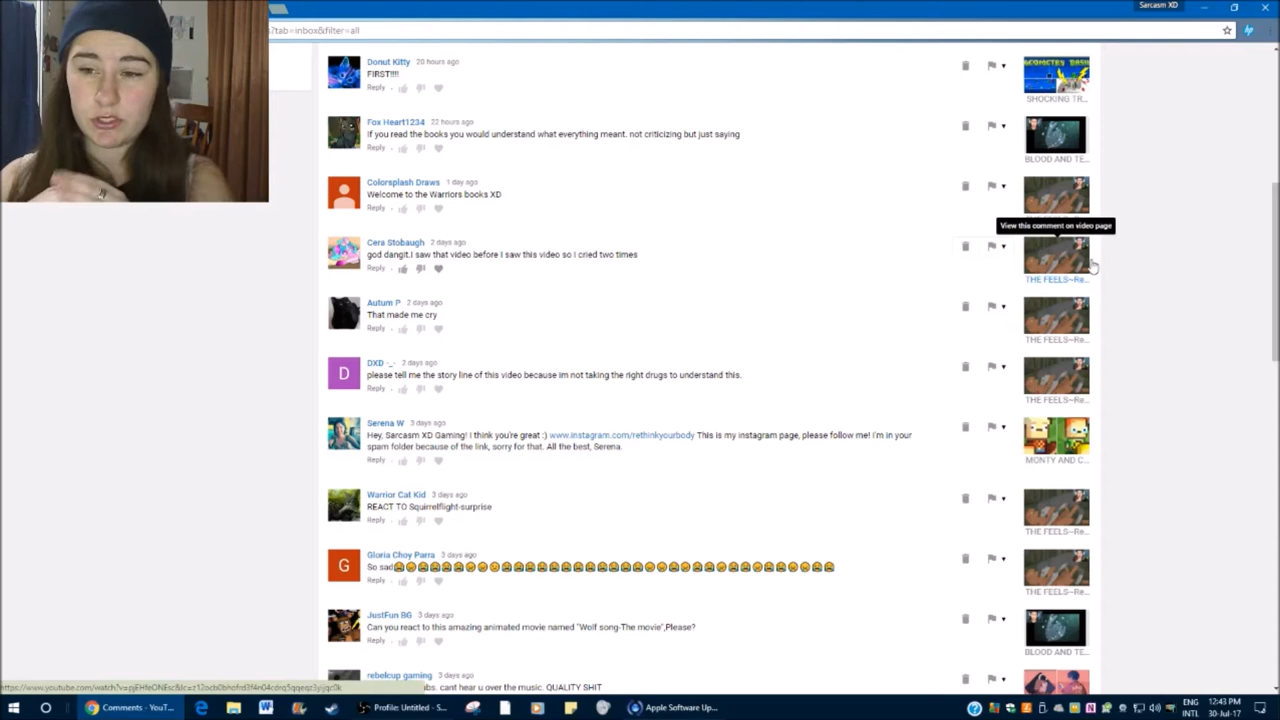 Sarcasm XD
?tab=inbox&filter=all
Donut Kitty 20 hours ago
FIRST!!!!
Reply
GEOMETRY DASH
SHOCKING TR...
Fox Heart1234 22 hours ago
If you read the books you would understand what everything meant. not criticizing but just saying
Reply
BLOOD AND TE...
Colorsplash Draws 1 day ago
Welcome to the Warriors books XD
Reply
View this comment on video page
Cera Stobaugh 2 days ago
god dangit.I saw that video before I saw this video so I cried two times
Reply
THE FEELS~Re...
Autum P 2 days ago
That made me cry
Reply
THE FEELS~Re...
D
DXD -_- 2 days ago
please tell me the story line of this video because im not taking the right drugs to understand this.
Reply
THE FEELS~Re...
Serena W 3 days ago
Hey, Sarcasm XD Gaming! I think you're great :) www.instagram.com/rethinkyourbody This is my instagram page, please follow me! I'm in your
spam folder because of the link, sorry for that. All the best, Serena.
Reply
MONTY AND C...
Warrior Cat Kid 3 days ago
REACT TO Squirrelflight-surprise
Reply
THE FEELS~Re...
G
Gloria Choy Parra 3 days ago
So sad
Reply
THE FEELS~Re...
JustFun BG 3 days ago
Can you react to this amazing animated movie named "Wolf song-The movie",Please?
Reply
BLOOD AND TE...
rebelcup gaming 3 days ago
cant hear u over the music. QUALITY SHIT
Comments - YouT...
Profile: Untitled - S...
Apple Software Up...
ENG
INTL
12:43 PM
30-Jul-17